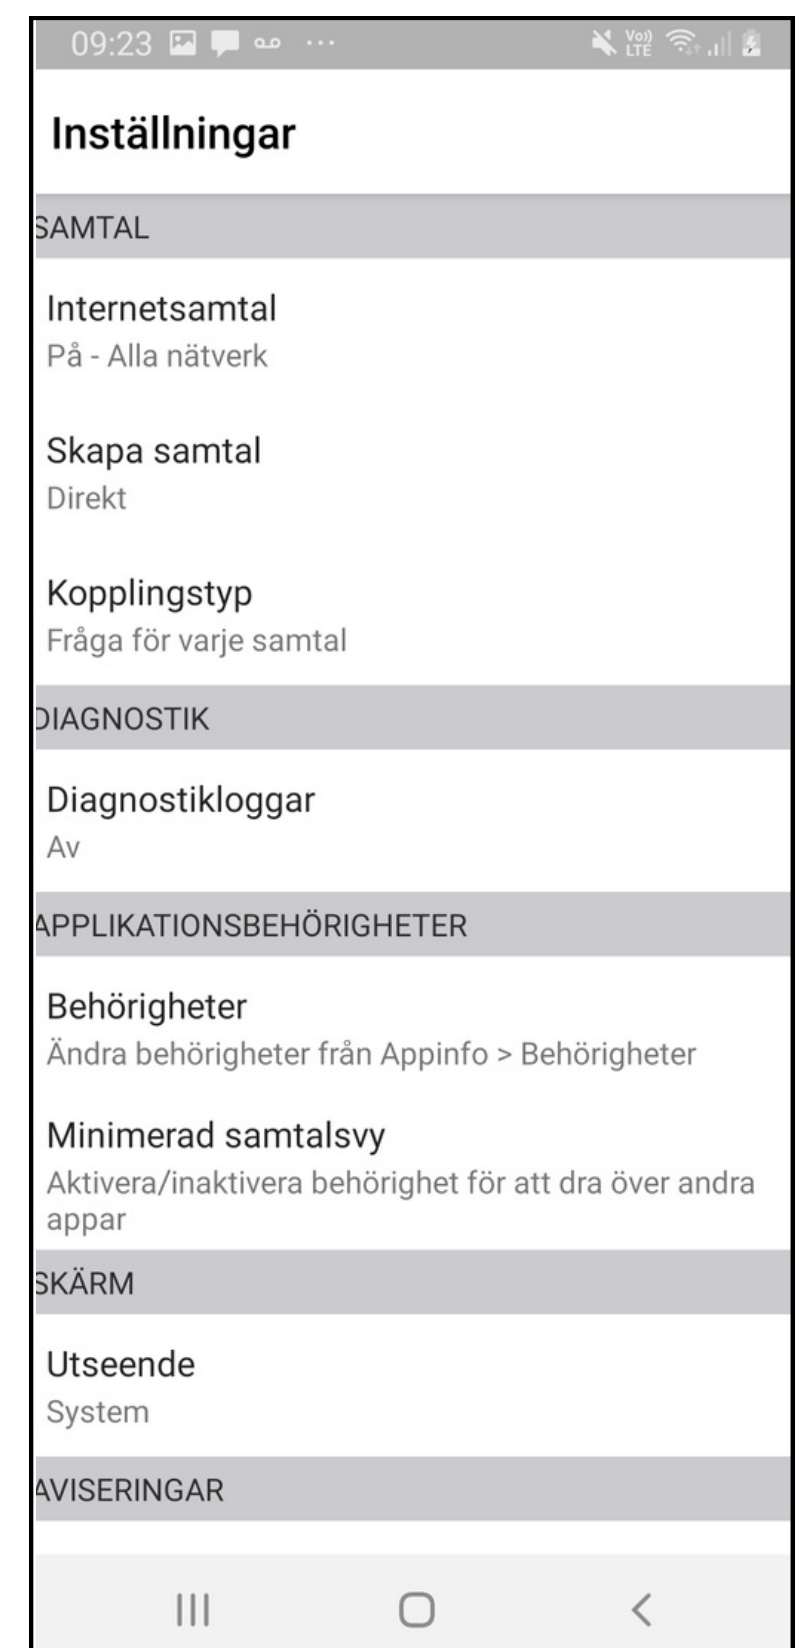 09:23
Vo))
LTE
Inställningar
SAMTAL
Internetsamtal
På - Alla nätverk
Skapa samtal
Direkt
Kopplingstyp
Fråga för varje samtal
DIAGNOSTIK
Diagnostikloggar
Av
APPLIKATIONSBEHÖRIGHETER
Behörigheter
Ändra behörigheter från Appinfo > Behörigheter
Minimerad samtalsvy
Aktivera/inaktivera behörighet för att dra över andra
appar
SKÄRM
Utseende
System
AVISERINGAR